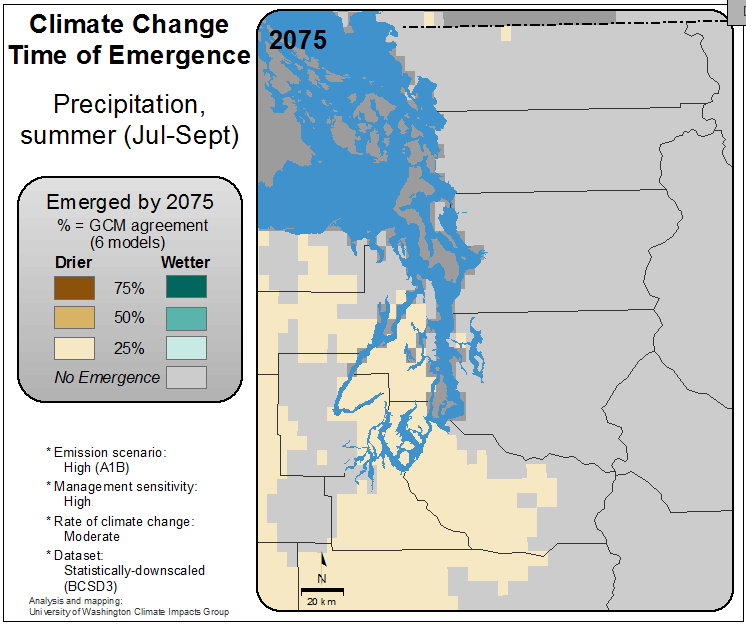 Climate Change
Time of Emergence
Precipitation,
summer (Jul-Sept)
Emerged by 2075
% = GCM agreement
(6 models)
Drier Wetter
75%
50%
25%
No Emergence
* Emission scenario:
High (A1B)
* Management sensitivity:
High
* Rate of climate change:
Moderate
* Dataset:
Statistically-downscaled
(BCSD3)
Analysis and mapping:
University of Washington Climate Impacts Group
2075
N
20 km